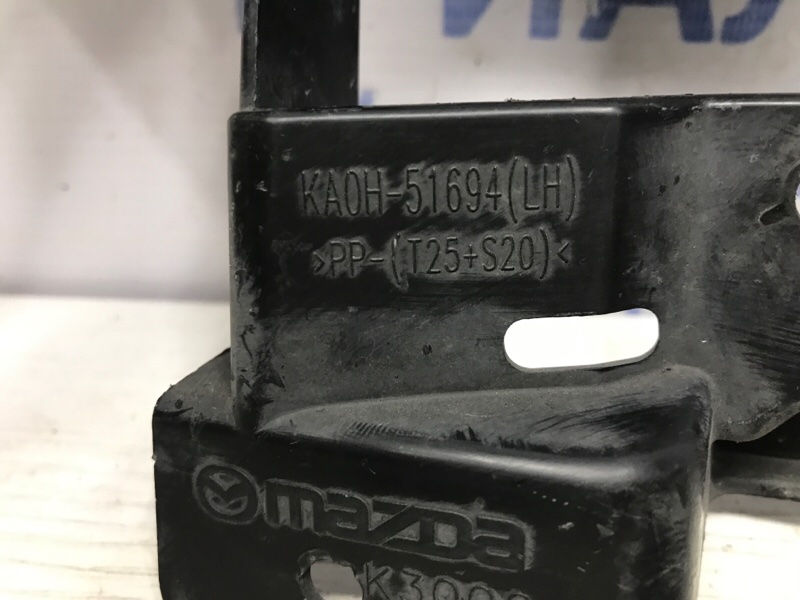 KA0H-51694(LH)
>PP-(T25+S20)<
mazda